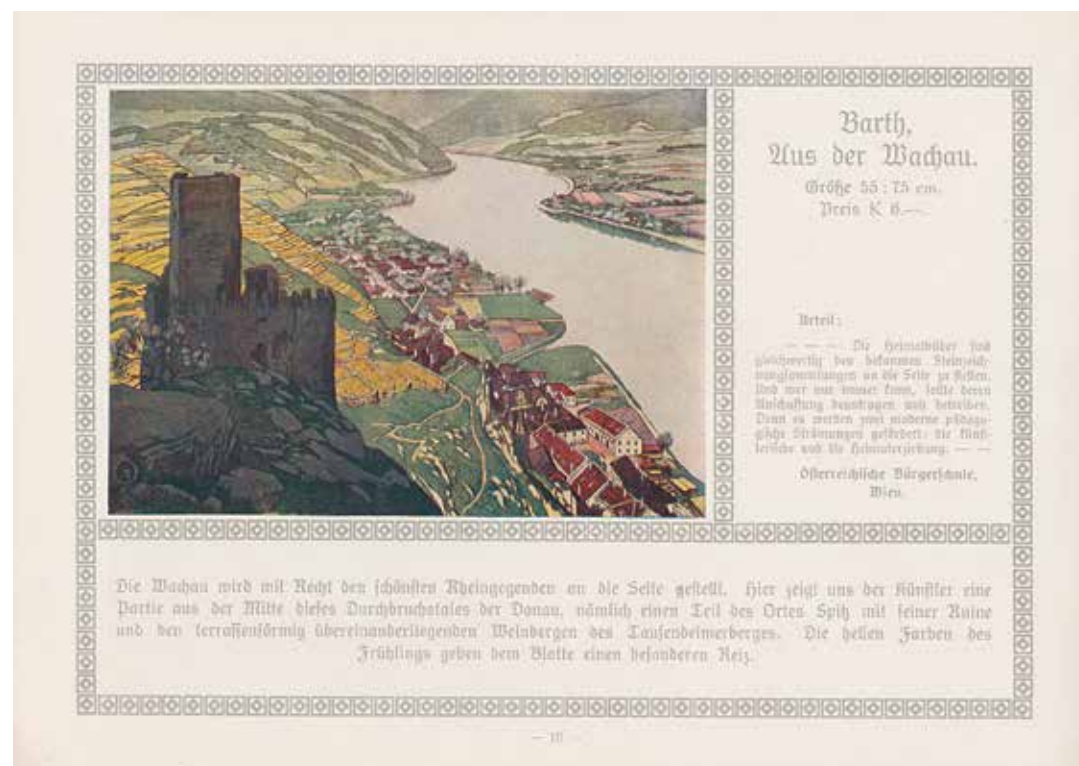 Barth,
Aus der Wachau.
Größe 55:75 cm.
Preis K 6.—.
Urteil:
— — — Die Heimatbilder sind
gleichwertig den bekannten Steinzeich-
nungsammlungen an die Seite zu stellen.
Und wer nur immer kann, sollte deren
Anschaffung beantragen und betreiben.
Denn es werden zwei moderne pädago-
gische Strömungen gefördert: die künst-
lerische und die Heimaterziehung. — —
Österreichische Bürgerschule,
Wien.
Die Wachau wird mit Recht den schönsten Rheingegenden an die Seite gestellt. Hier zeigt uns der Künstler eine
Partie aus der Mitte dieses Durchbruchstales der Donau, nämlich einen Teil des Ortes Spitz mit seiner Ruine
und den terrassenförmig übereinanderliegenden Weinbergen des Tausendeimerberges. Die hellen Farben des
Frühlings geben dem Blatte einen besonderen Reiz.
— 10 —